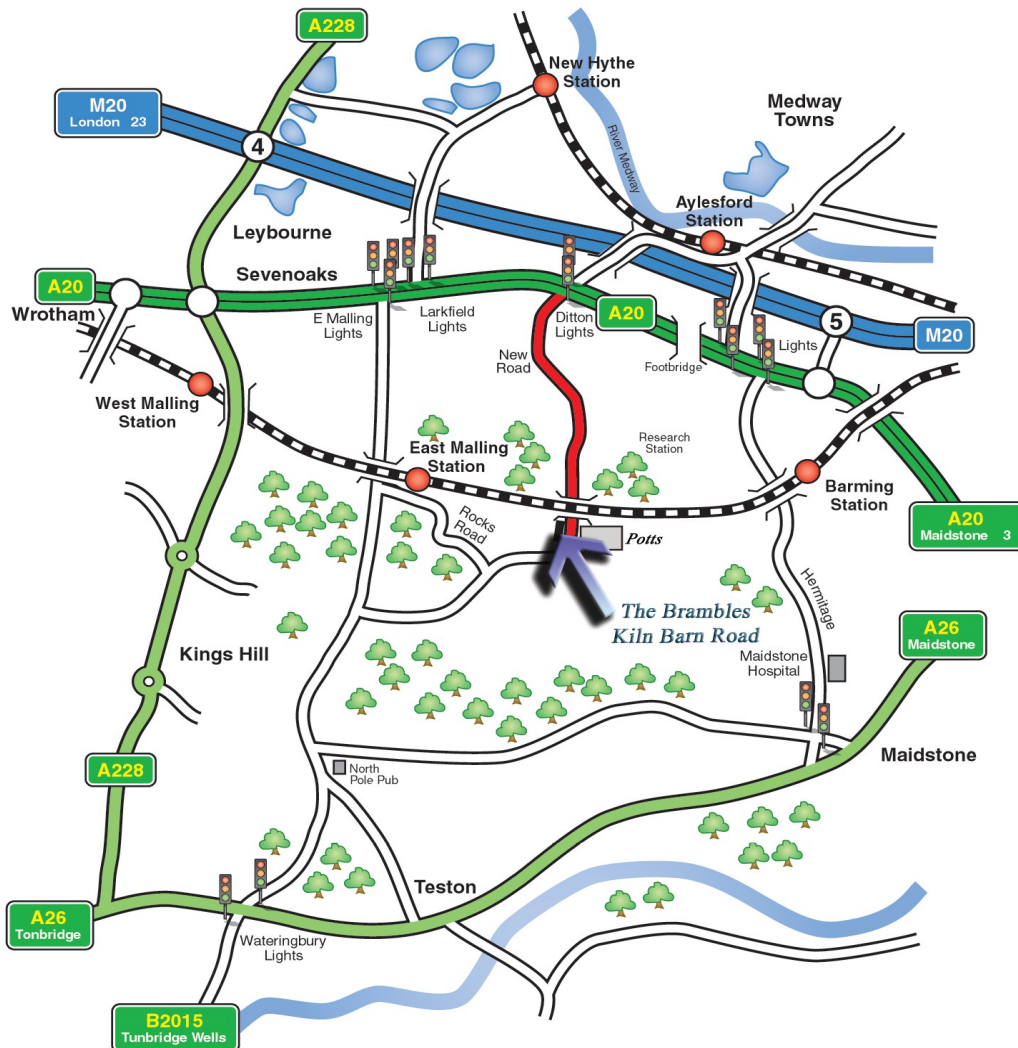 A228
New Hythe
Station
M20
London 23
Medway
Towns
4
River Medway
Aylesford
Station
Leybourne
Sevenoaks
A20
Wrotham
E Malling
Lights
Larkfield
Lights
Ditton
Lights
A20
5
M20
Lights
New
Road
Footbridge
West Malling
Station
East Malling
Station
Research
Station
Barming
Station
A20
Maidstone 3
Rocks
Road
Potts
Hermitage
The Brambles
Kiln Barn Road
A26
Maidstone
Kings Hill
Maidstone
Hospital
A228
North
Pole Pub
Maidstone
Teston
A26
Tonbridge
Wateringbury
Lights
B2015
Tunbridge Wells